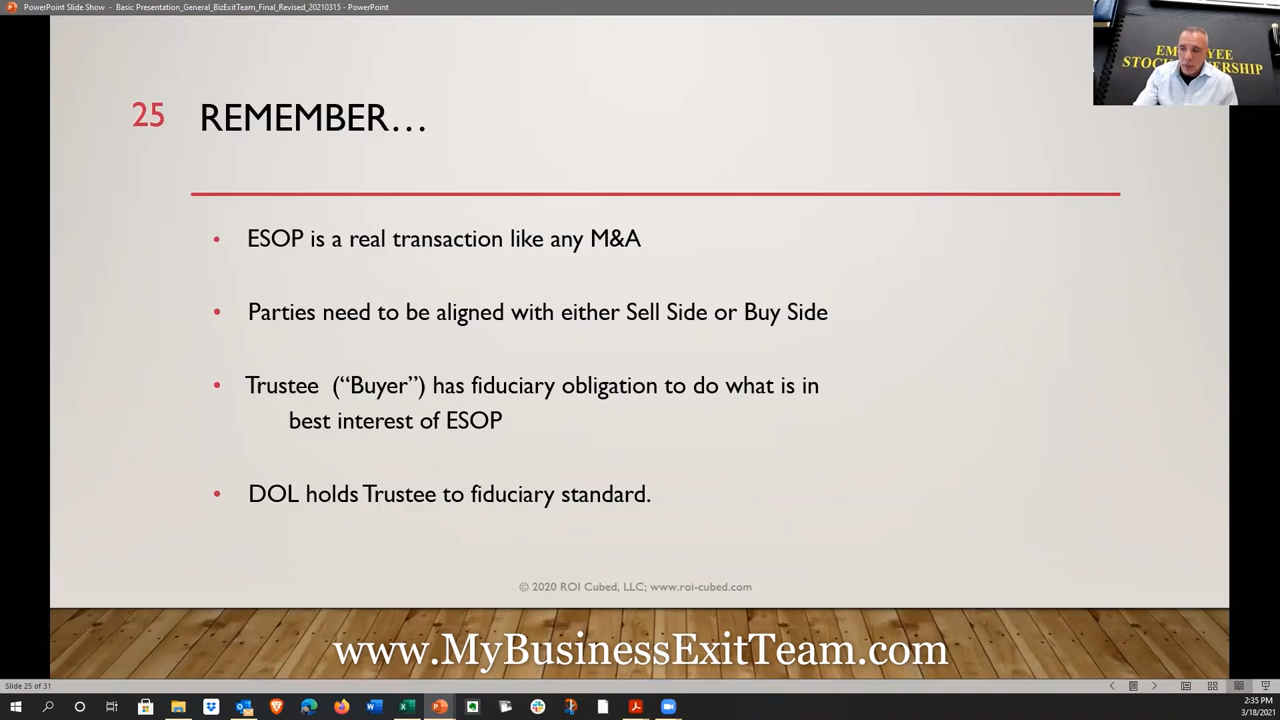 PowerPoint Slide Show - Basic Presentation_General_BizExitTeam_Final_Revised_20210315 - PowerPoint
EMPLOYEE
STOCK OWNERSHIP
25 REMEMBER…
• ESOP is a real transaction like any M&A
• Parties need to be aligned with either Sell Side or Buy Side
• Trustee (“Buyer”) has fiduciary obligation to do what is in
best interest of ESOP
• DOL holds Trustee to fiduciary standard.
© 2020 ROI Cubed, LLC; www.roi-cubed.com
www.MyBusinessExitTeam.com
Slide 25 of 31
2:35 PM
3/18/2021